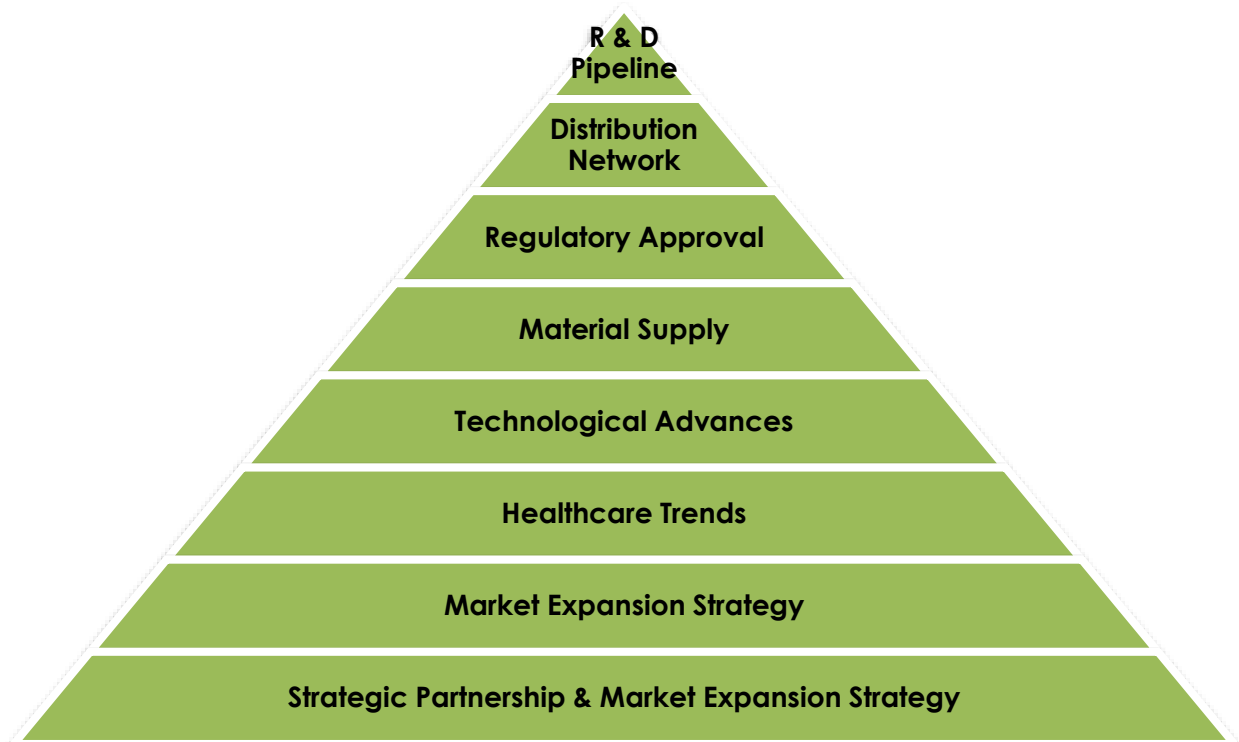 R & D
Pipeline
Distribution
Network
Regulatory Approval
Material Supply
Technological Advances
Healthcare Trends
Market Expansion Strategy
Strategic Partnership & Market Expansion Strategy